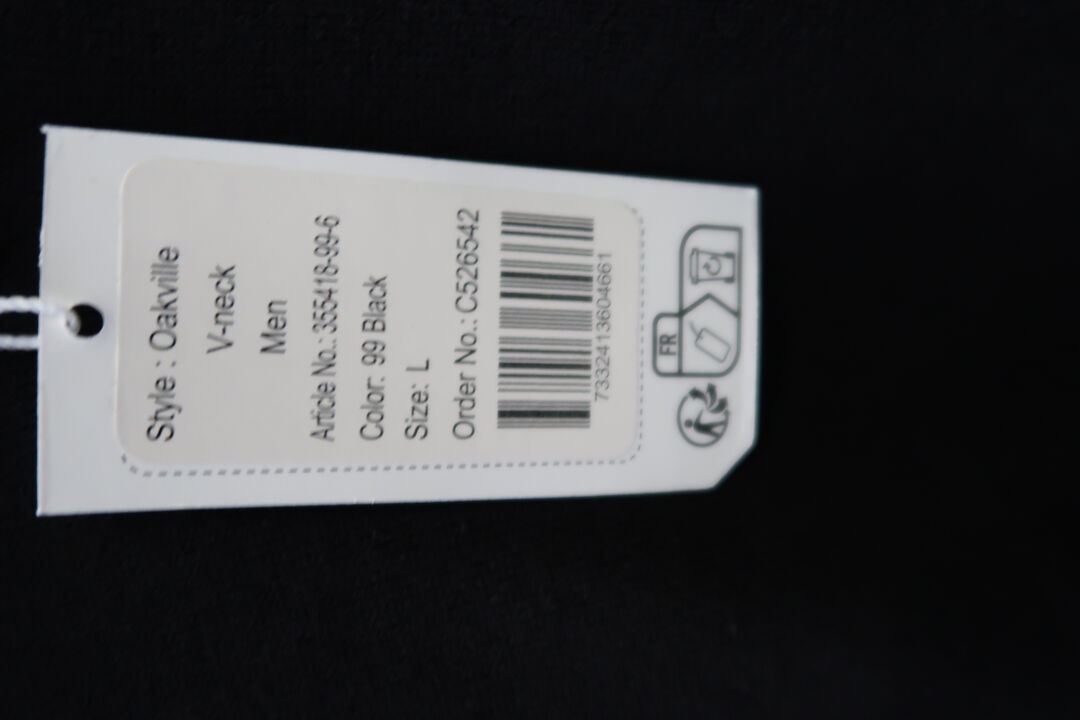 Style : Oakville
V-neck
Men
Article No.: 355418-99-6
Color: 99 Black
Size: L
Order No.: C526542
7332413604661
FR